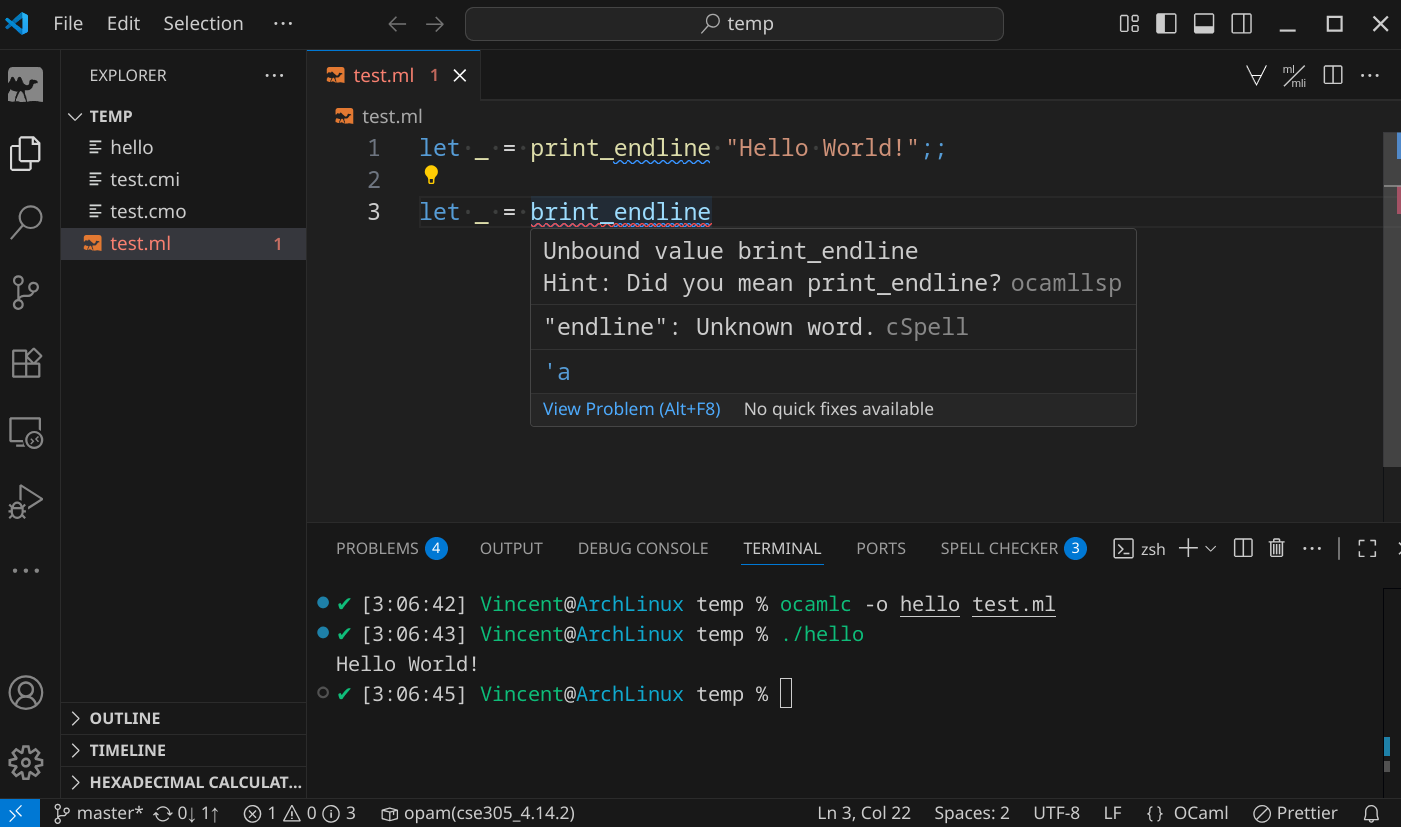 File Edit Selection ···
temp
EXPLORER ···
TEMP
hello
test.cmi
test.cmo
test.ml 1
OUTLINE
TIMELINE
HEXADECIMAL CALCULAT...
test.ml 1
ml/mli
test.ml
1 let _ = print_endline "Hello World!";;
2
3 let _ = brint_endline
Unbound value brint_endline
Hint: Did you mean print_endline? ocamllsp
"endline": Unknown word. cSpell
'a
View Problem (Alt+F8) No quick fixes available
PROBLEMS 4 OUTPUT DEBUG CONSOLE TERMINAL PORTS SPELL CHECKER 3 zsh
✔ [3:06:42] Vincent@ArchLinux temp % ocamlc -o hello test.ml
✔ [3:06:43] Vincent@ArchLinux temp % ./hello
Hello World!
✔ [3:06:45] Vincent@ArchLinux temp %
master* 0↓ 1↑ 1 0 3 opam(cse305_4.14.2) Ln 3, Col 22 Spaces: 2 UTF-8 LF {} OCaml Prettier